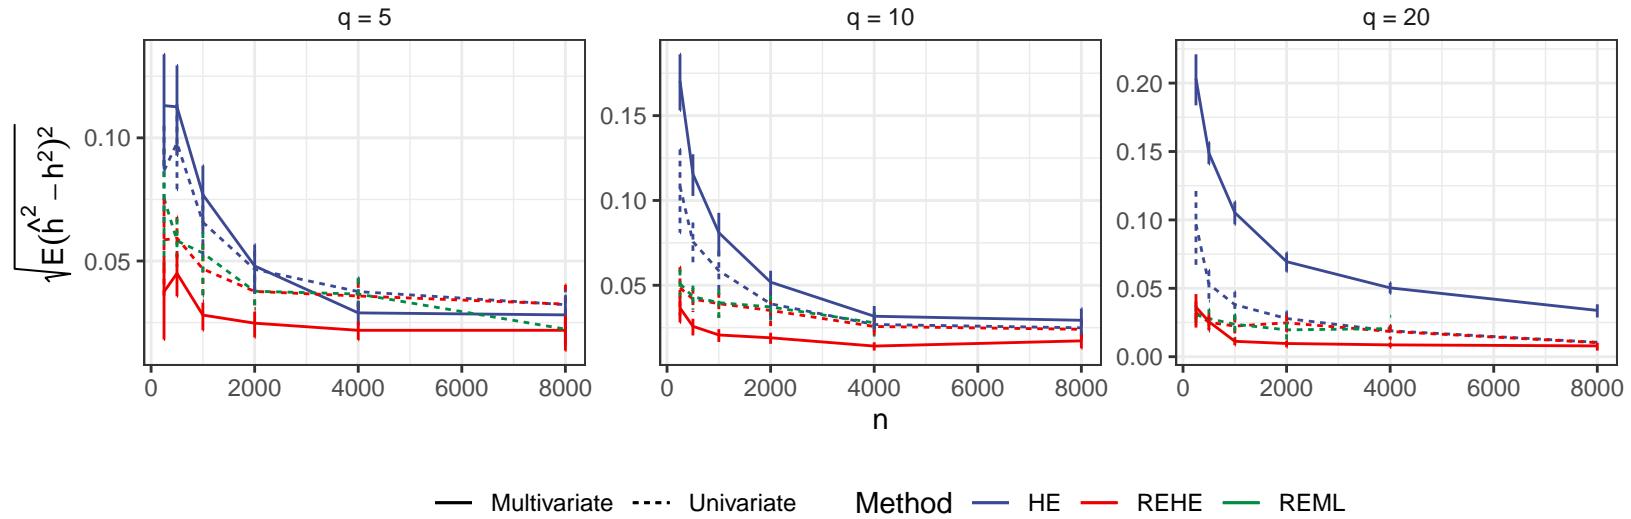 q = 5
q = 10
q = 20
√E(ĥ² − h²)²
0.10
0.05
0.15
0.10
0.05
0.20
0.15
0.10
0.05
0.00
0 2000 4000 6000 8000
0 2000 4000 6000 8000
0 2000 4000 6000 8000
n
Multivariate Univariate Method HE REHE REML